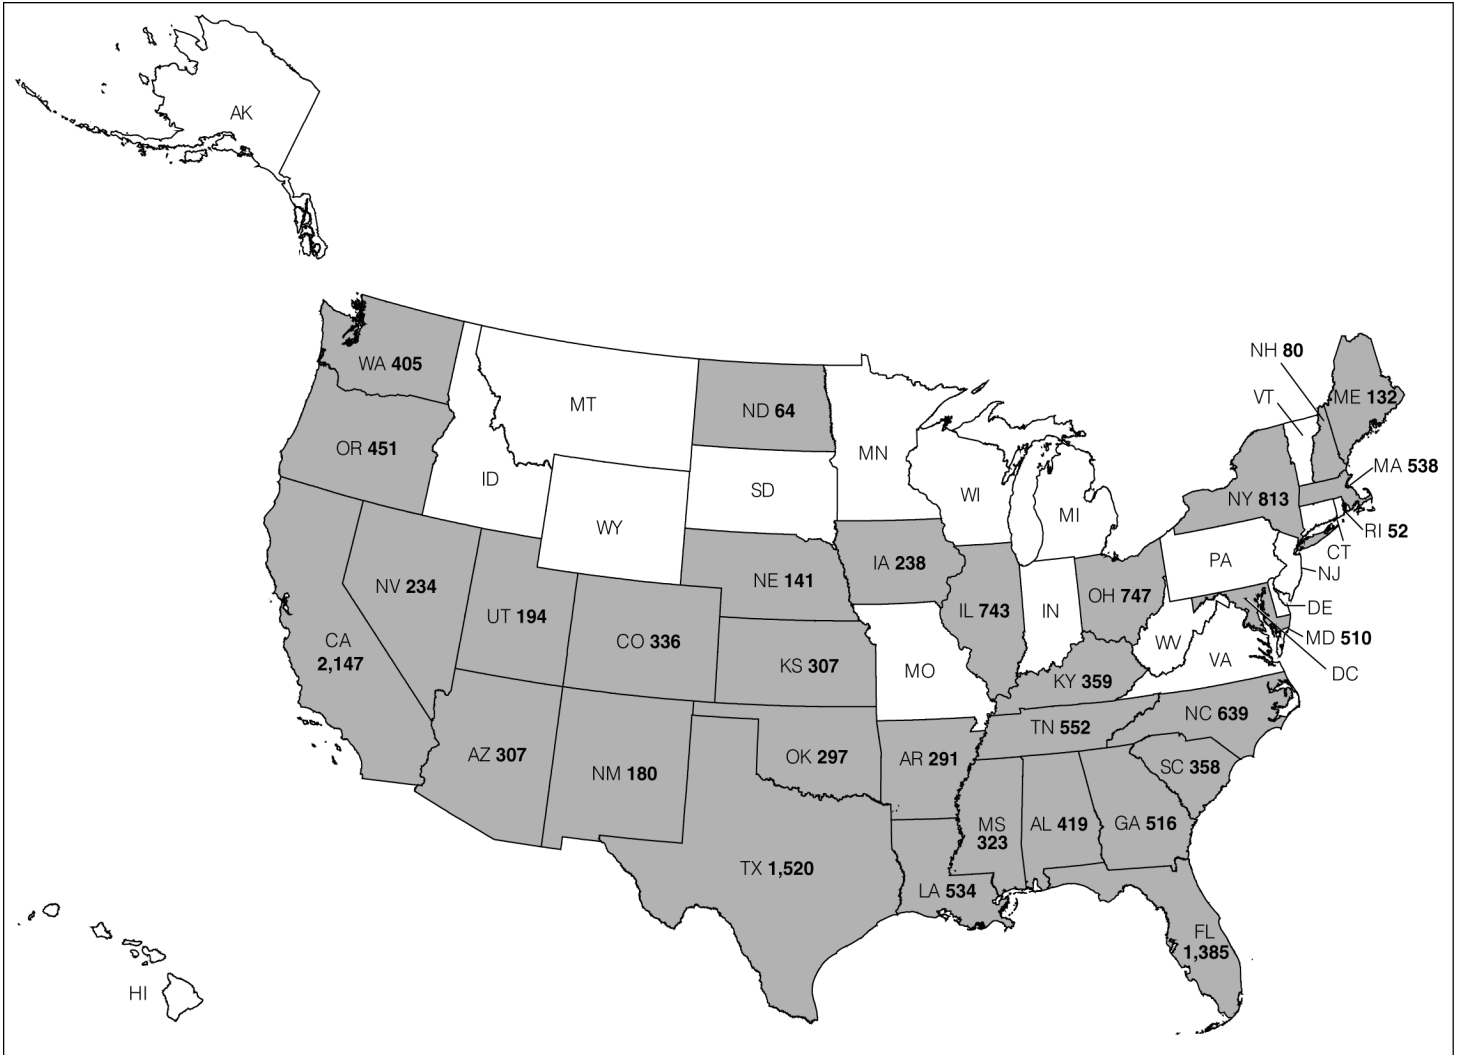 AK
WA 405
OR 451
CA
2,147
NV 234
ID
MT
WY
UT 194
AZ 307
CO 336
NM 180
ND 64
SD
NE 141
KS 307
OK 297
TX 1,520
MN
IA 238
MO
AR 291
LA 534
WI
IL 743
MI
IN
OH 747
KY 359
TN 552
MS
323
AL 419
GA 516
FL
1,385
SC 358
NC 639
WV
VA
PA
NY 813
VT
NH 80
ME 132
MA 538
RI 52
CT
NJ
DE
MD 510
DC
HI